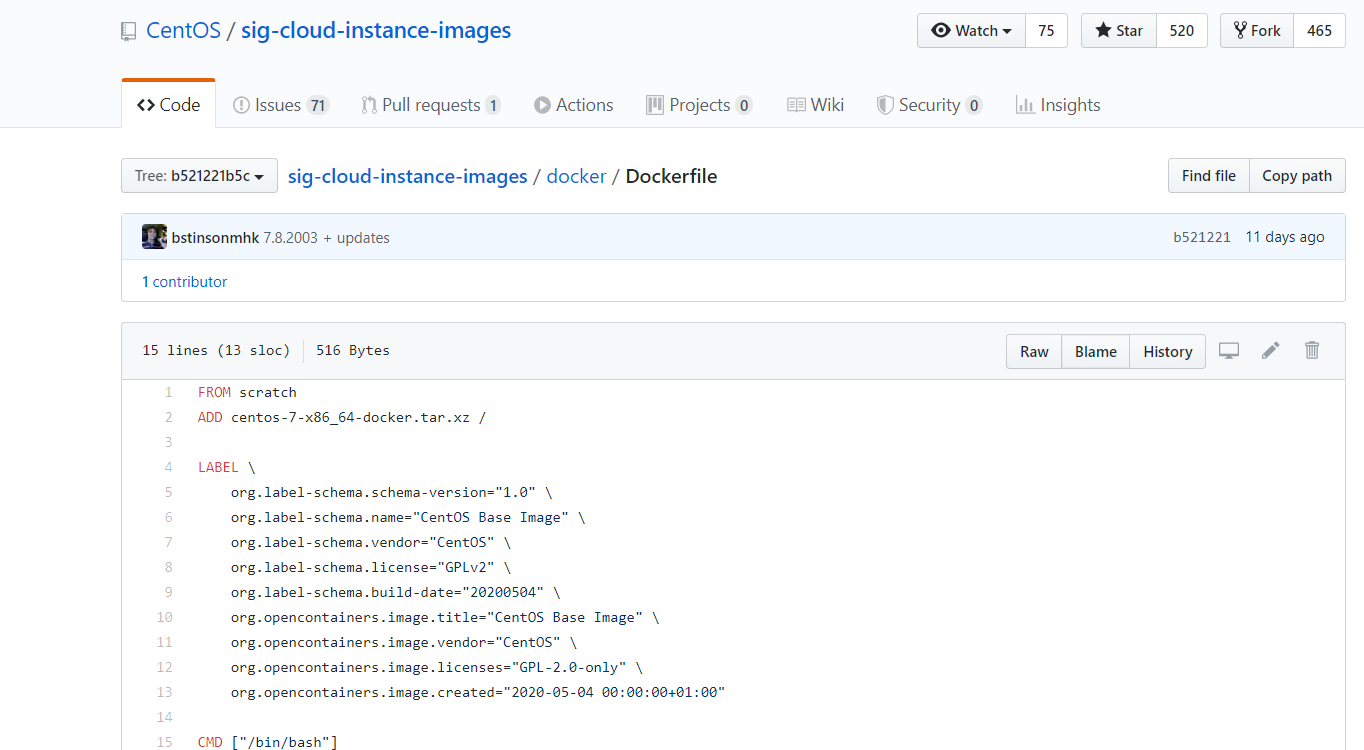 CentOS / sig-cloud-instance-images
Watch 75 Star 520 Fork 465
Code Issues 71 Pull requests 1 Actions Projects 0 Wiki Security 0 Insights
Tree: b521221b5c sig-cloud-instance-images / docker / Dockerfile Find file Copy path
bstinsonmhk 7.8.2003 + updates b521221 11 days ago
1 contributor
15 lines (13 sloc) 516 Bytes Raw Blame History
1 FROM scratch
2 ADD centos-7-x86_64-docker.tar.xz /
3
4 LABEL \
5 org.label-schema.schema-version="1.0" \
6 org.label-schema.name="CentOS Base Image" \
7 org.label-schema.vendor="CentOS" \
8 org.label-schema.license="GPLv2" \
9 org.label-schema.build-date="20200504" \
10 org.opencontainers.image.title="CentOS Base Image" \
11 org.opencontainers.image.vendor="CentOS" \
12 org.opencontainers.image.licenses="GPL-2.0-only" \
13 org.opencontainers.image.created="2020-05-04 00:00:00+01:00"
14
15 CMD ["/bin/bash"]